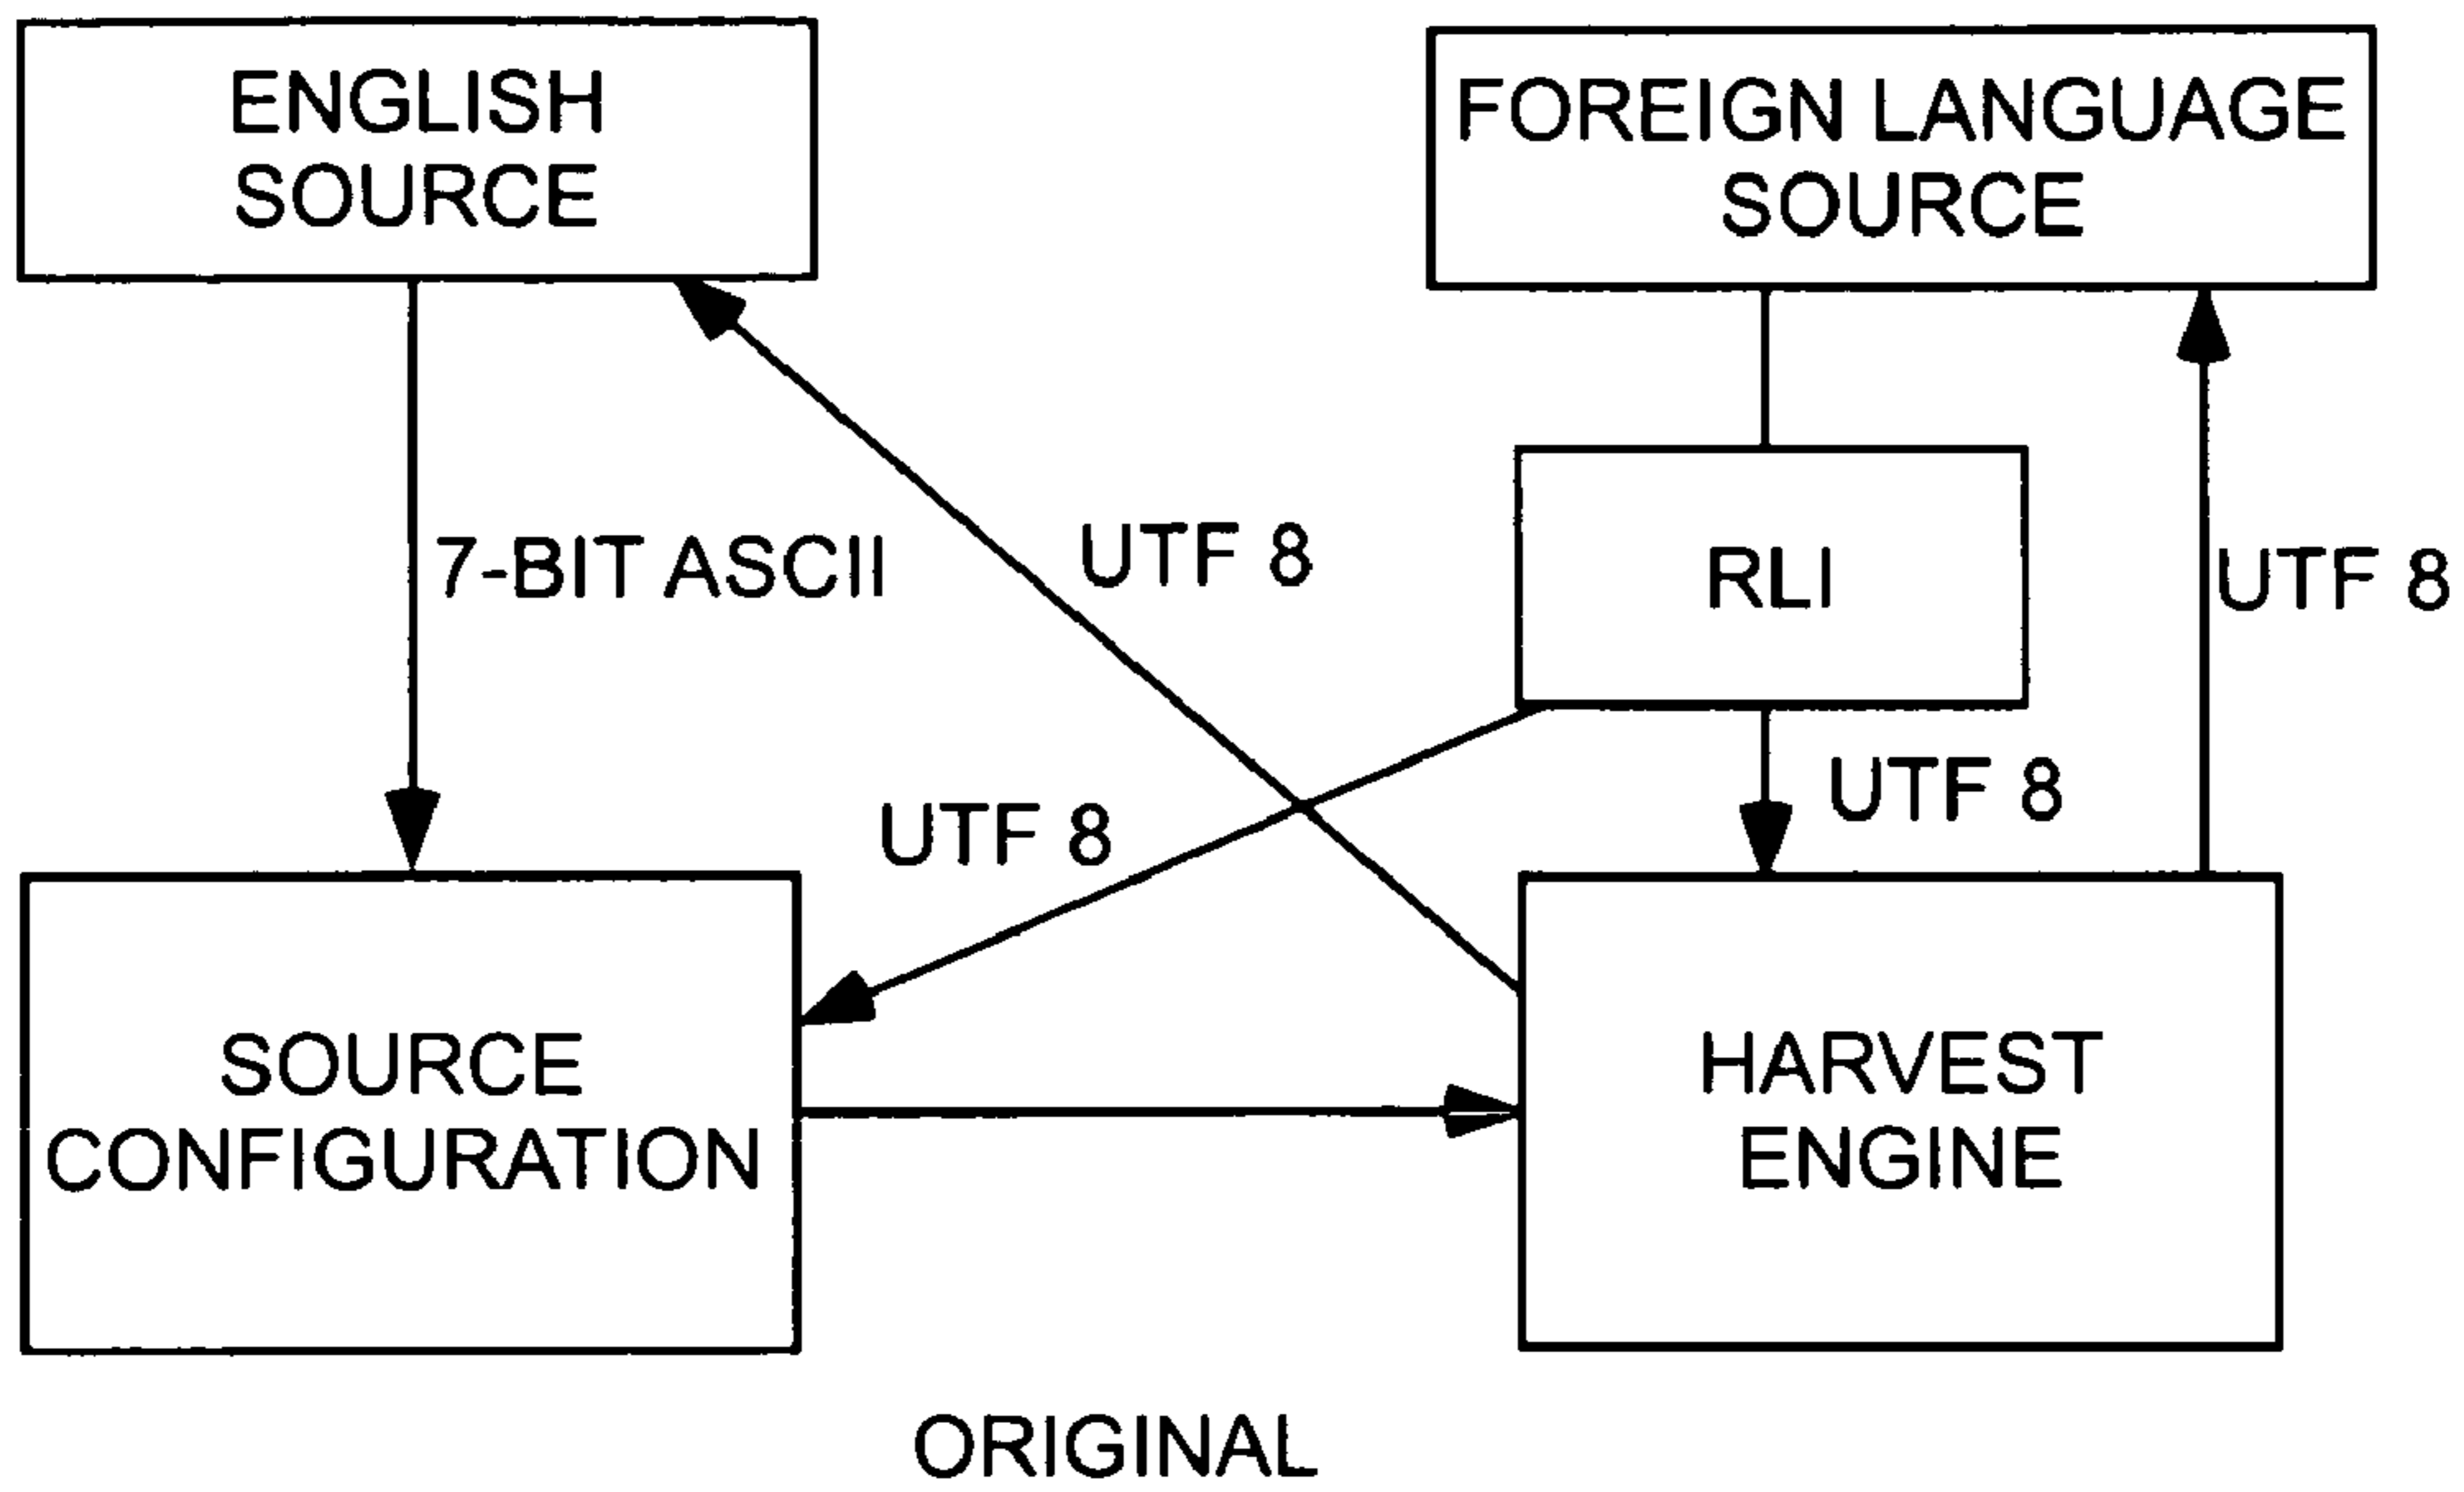 ENGLISH
SOURCE
FOREIGN LANGUAGE
SOURCE
7-BIT ASCII
UTF 8
RLI
UTF 8
UTF 8
UTF 8
SOURCE
CONFIGURATION
HARVEST
ENGINE
ORIGINAL